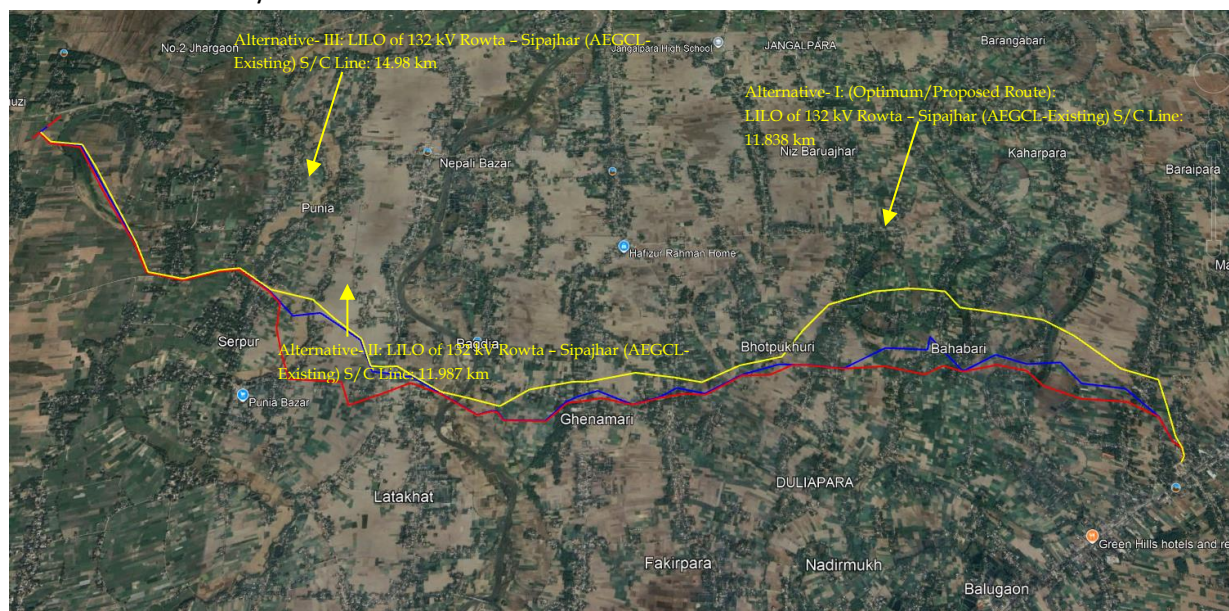 No-2 Jhargaon
Alternative- III: LILO of 132 kV Rowta – Sipajhar (AEGCL-
Existing) S/C Line: 14.98 km
Jangalpara High School
JANGALPARA
Barangabari
Alternative- I: (Optimum/Proposed Route):
LILO of 132 kV Rowta – Sipajhar (AEGCL-Existing) S/C Line:
11.838 km
uzi
Nepali Bazar
Niz Baruajhar
Kaharpara
Baraipara
Punia
Hafizur Rahman Home
Ma
Serpur
Alternative- II: LILO of 132 kV Rowta – Sipajhar (AEGCL-
Existing) S/C Line: 11.987 km
Bhotpukhuri
Bahabari
Punia Bazar
Ghenamari
Latakhat
DULIAPARA
Green Hills hotels and re
Fakirpara
Nadirmukh
Balugaon